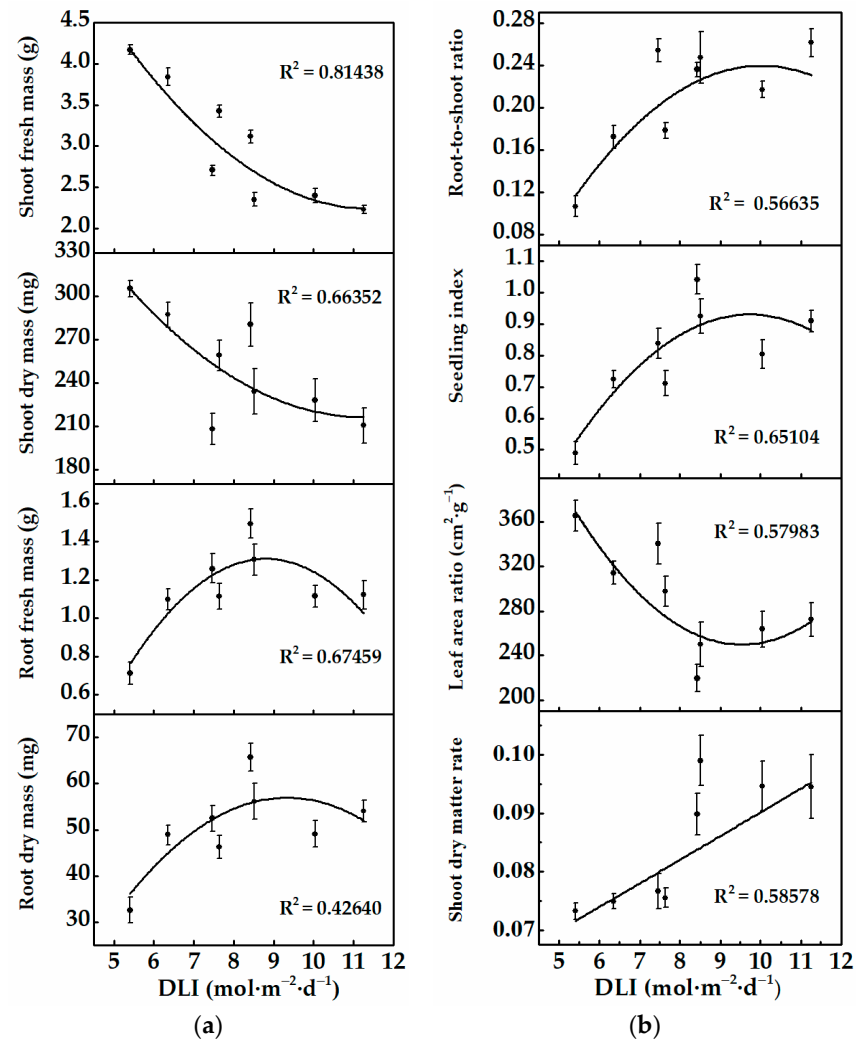 Shoot fresh mass (g)
4.5
4.0
3.5
3.0
2.5
2.0
R² = 0.81438
Shoot dry mass (mg)
330
300
270
240
210
180
R² = 0.66352
Root fresh mass (g)
1.6
1.4
1.2
1.0
0.8
0.6
R² = 0.67459
Root dry mass (mg)
70
60
50
40
30
R² = 0.42640
5 6 7 8 9 10 11 12
DLI (mol·m⁻²·d⁻¹)
(a)
Root-to-shoot ratio
0.28
0.24
0.20
0.16
0.12
0.08
R² = 0.56635
Seedling index
1.1
1.0
0.9
0.8
0.7
0.6
0.5
R² = 0.65104
Leaf area ratio (cm²·g⁻¹)
360
320
280
240
200
R² = 0.57983
Shoot dry matter rate
0.10
0.09
0.08
0.07
R² = 0.58578
5 6 7 8 9 10 11 12
DLI (mol·m⁻²·d⁻¹)
(b)